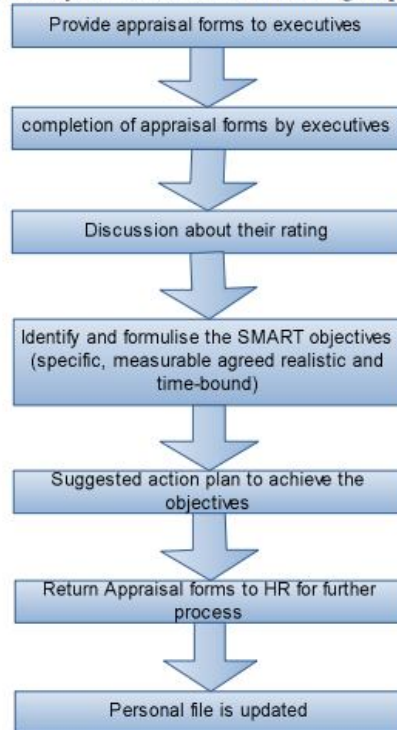 Provide appraisal forms to executives
completion of appraisal forms by executives
Discussion about their rating
Identify and formulise the SMART objectives
(specific, measurable agreed realistic and
time-bound)
Suggested action plan to achieve the
objectives
Return Appraisal forms to HR for further
process
Personal file is updated